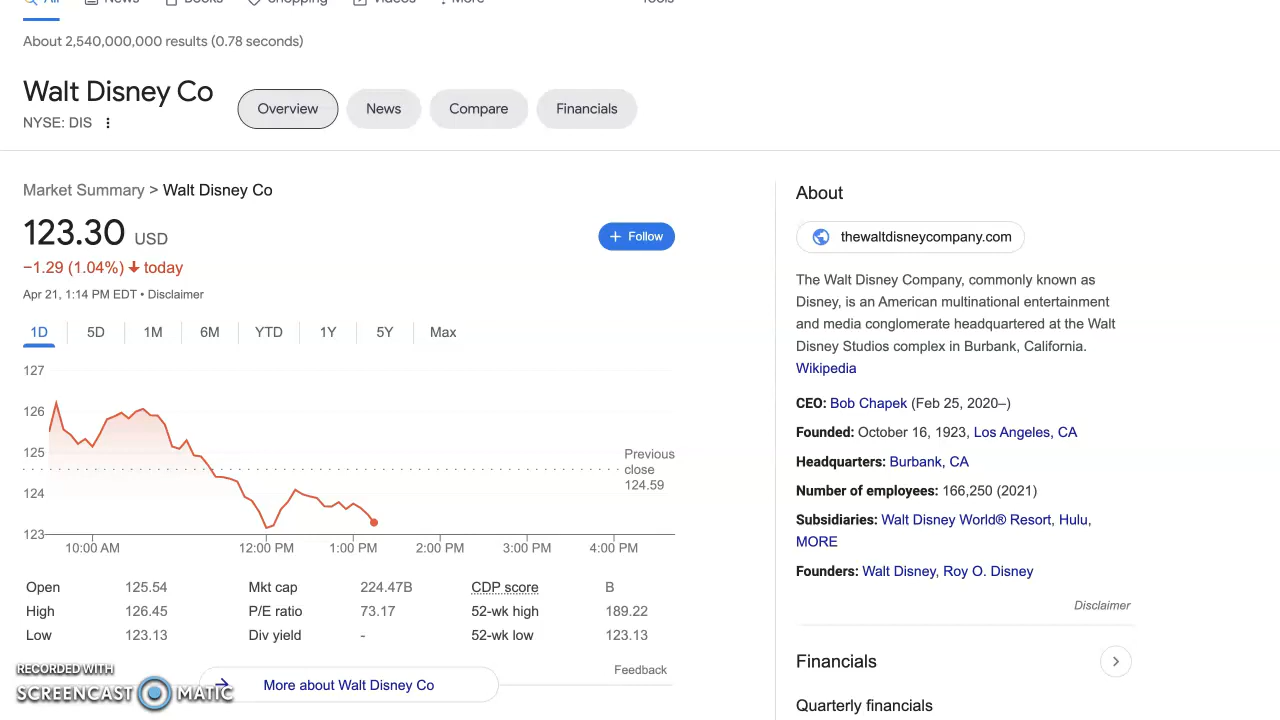 All News Books Shopping Videos More Tools
About 2,540,000,000 results (0.78 seconds)
Walt Disney Co
NYSE: DIS
Overview News Compare Financials
Market Summary > Walt Disney Co
123.30 USD
+ Follow
−1.29 (1.04%) ↓ today
Apr 21, 1:14 PM EDT • Disclaimer
1D 5D 1M 6M YTD 1Y 5Y Max
127
126
125
124
123
Previous
close
124.59
10:00 AM 12:00 PM 1:00 PM 2:00 PM 3:00 PM 4:00 PM
Open 125.54 Mkt cap 224.47B CDP score B
High 126.45 P/E ratio 73.17 52-wk high 189.22
Low 123.13 Div yield - 52-wk low 123.13
Feedback
More about Walt Disney Co
About
thewaltdisneycompany.com
The Walt Disney Company, commonly known as
Disney, is an American multinational entertainment
and media conglomerate headquartered at the Walt
Disney Studios complex in Burbank, California.
Wikipedia
CEO: Bob Chapek (Feb 25, 2020–)
Founded: October 16, 1923, Los Angeles, CA
Headquarters: Burbank, CA
Number of employees: 166,250 (2021)
Subsidiaries: Walt Disney World® Resort, Hulu,
MORE
Founders: Walt Disney, Roy O. Disney
Disclaimer
Financials
Quarterly financials
RECORDED WITH
SCREENCAST MATIC